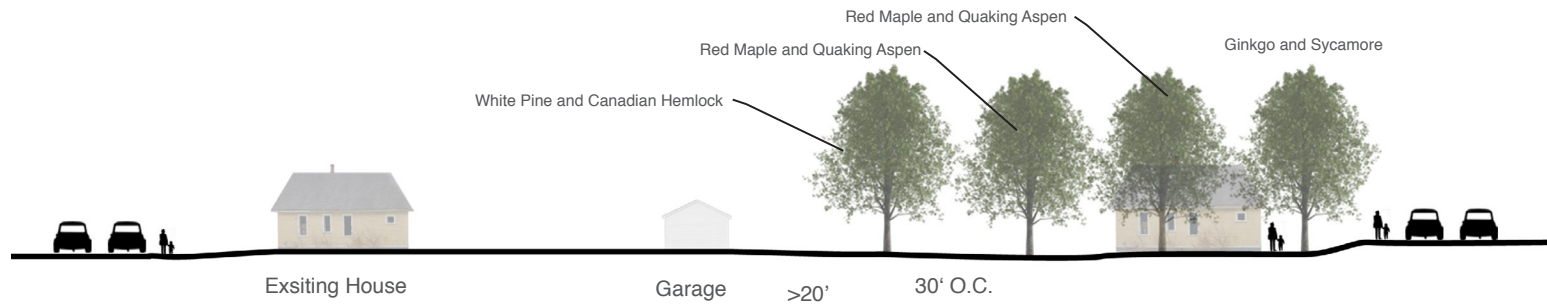 Red Maple and Quaking Aspen
Ginkgo and Sycamore
Red Maple and Quaking Aspen
White Pine and Canadian Hemlock
Exsiting House
Garage
>20'
30‘ O.C.